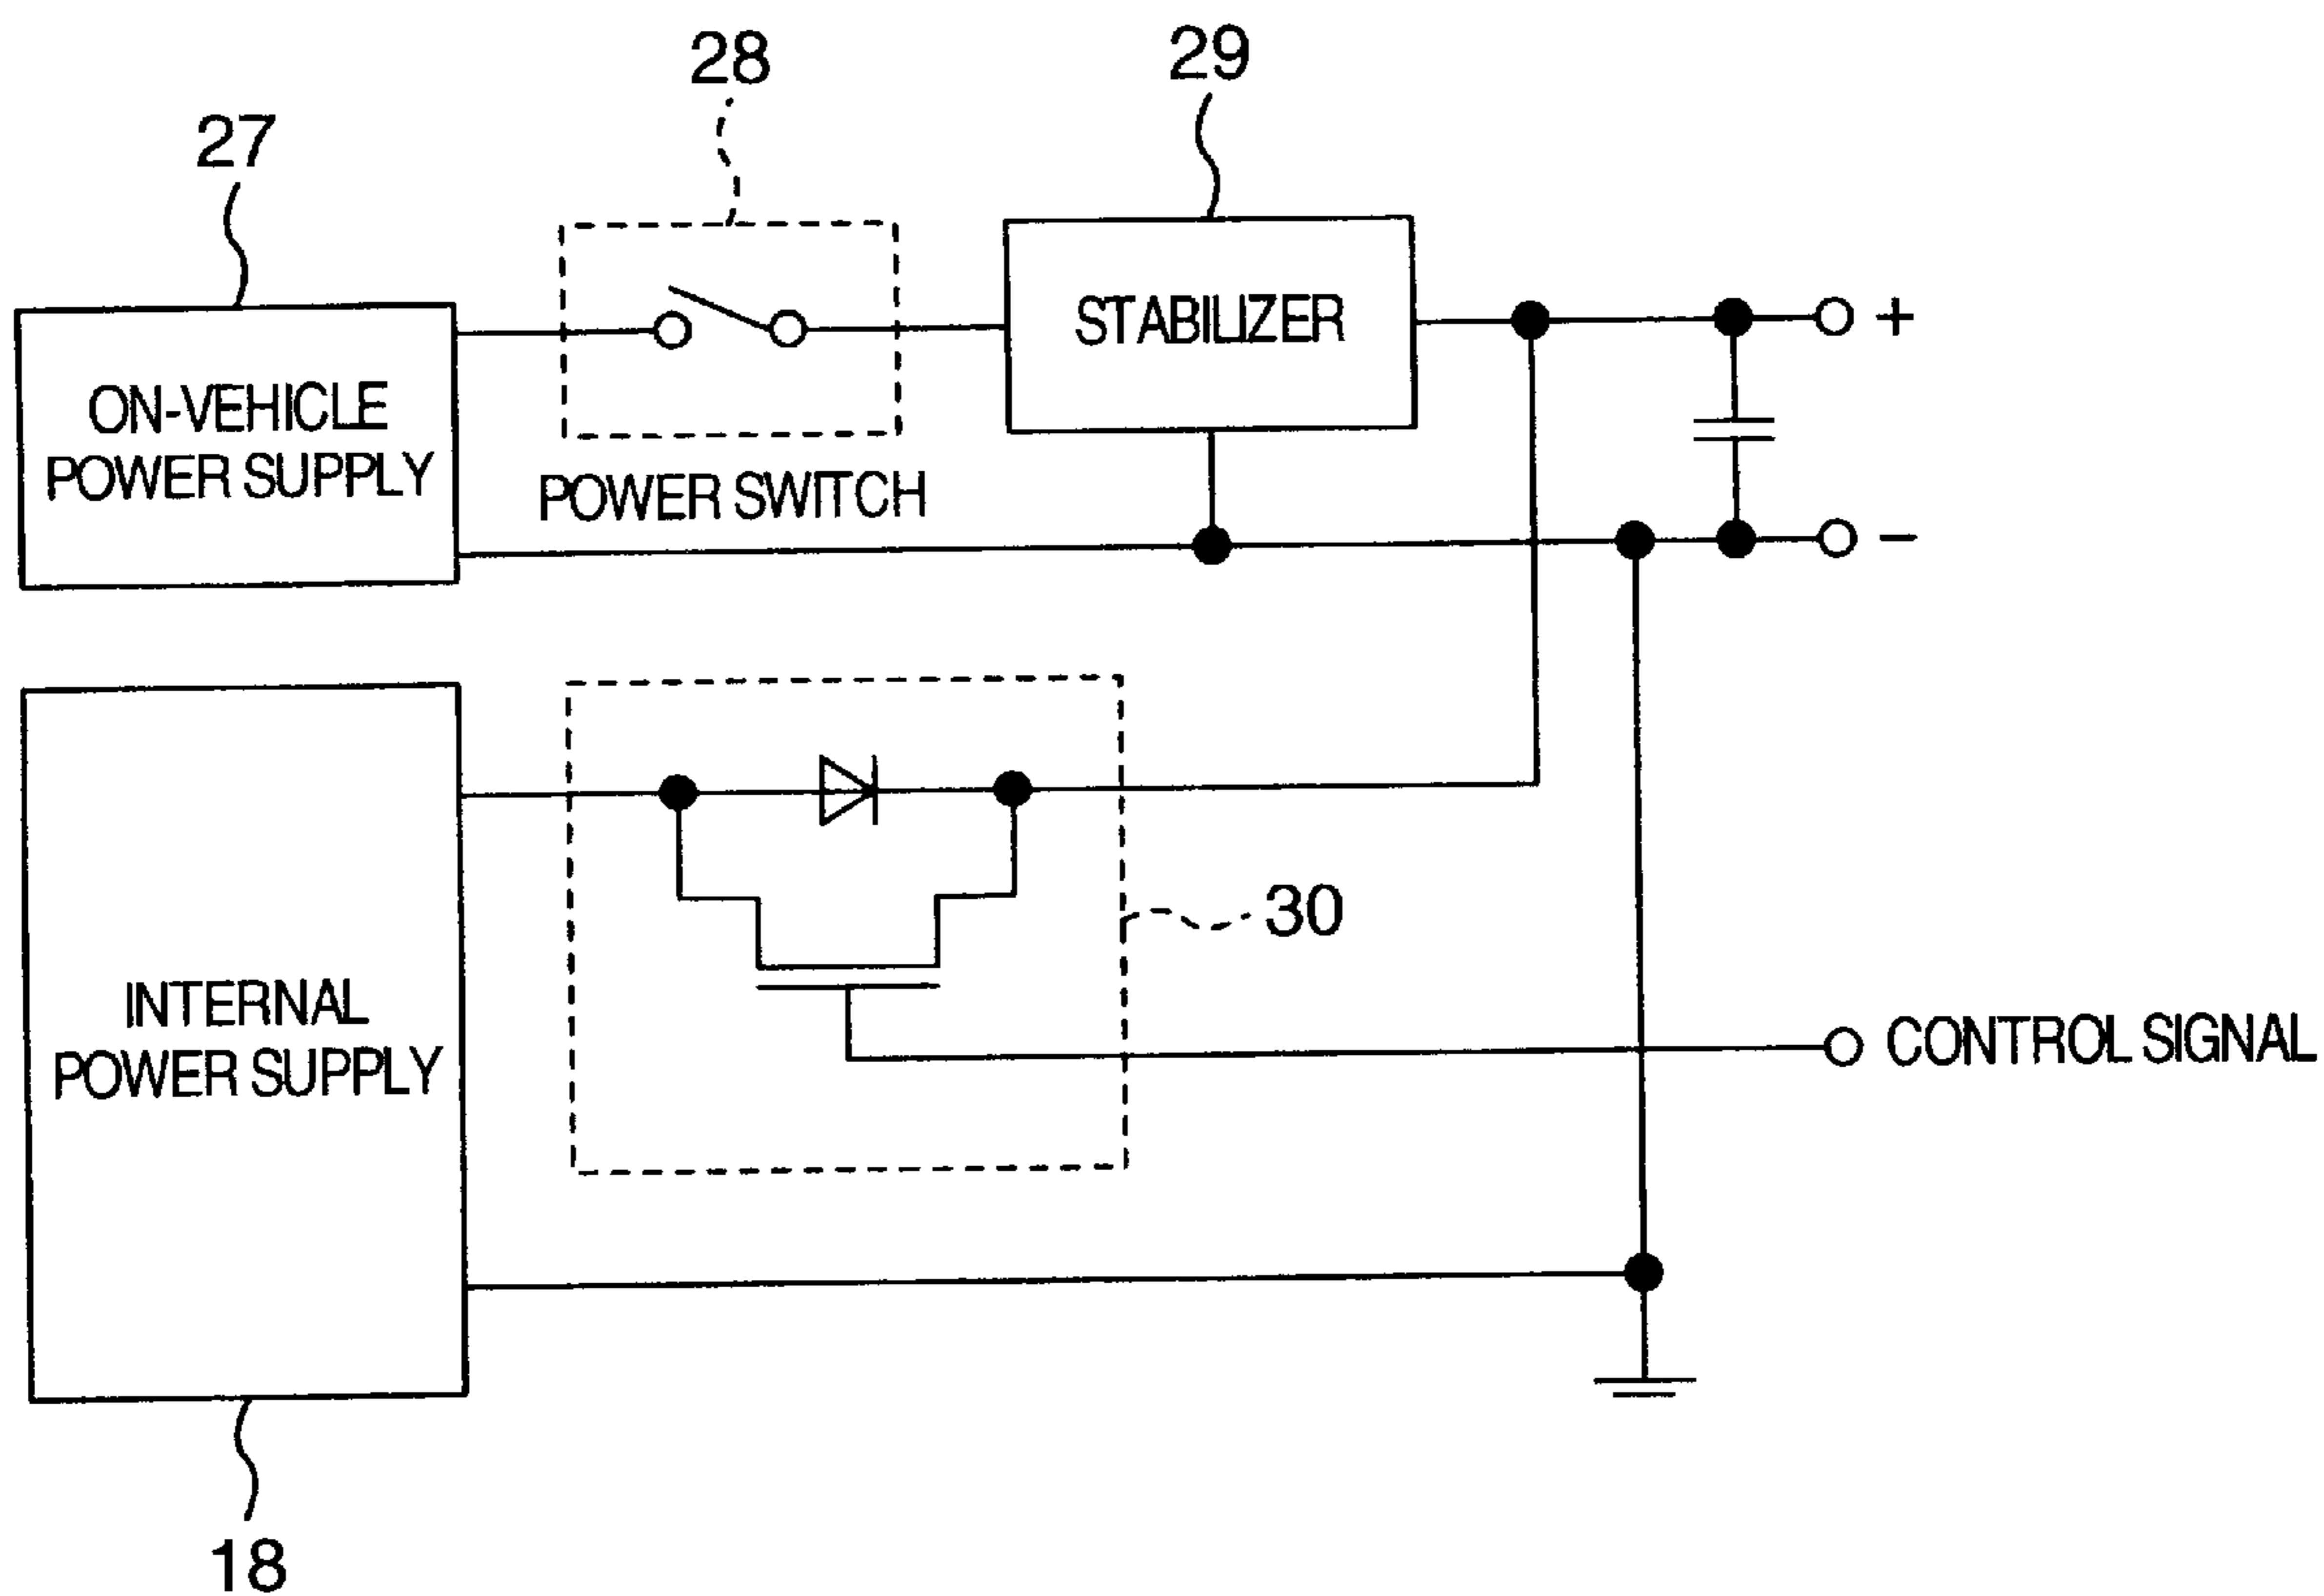 28
29
27
STABILIZER
+
ON-VEHICLE
POWER SUPPLY
POWER SWITCH
−
30
INTERNAL
POWER SUPPLY
CONTROL SIGNAL
18